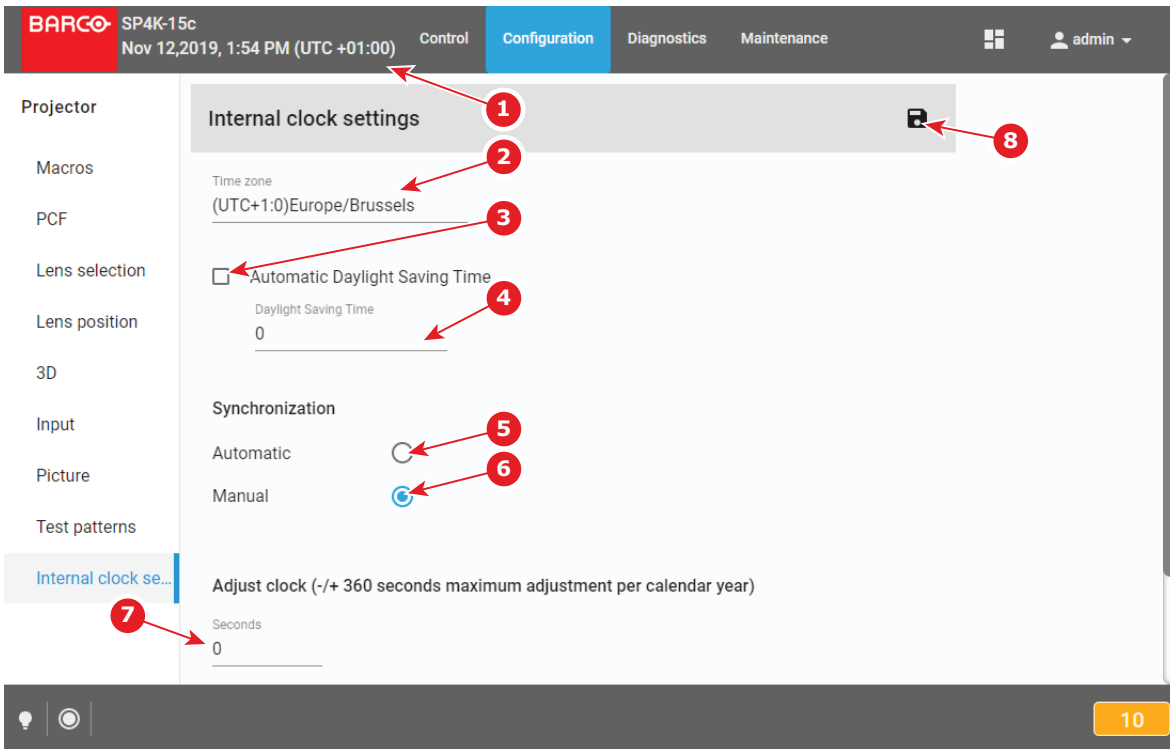 BARCO SP4K-15c
Nov 12,2019, 1:54 PM (UTC +01:00)
Control
Configuration
Diagnostics
Maintenance
admin
Projector
Macros
PCF
Lens selection
Lens position
3D
Input
Picture
Test patterns
Internal clock se...
Internal clock settings
Time zone
(UTC+1:0)Europe/Brussels
Automatic Daylight Saving Time
Daylight Saving Time
0
Synchronization
Automatic
Manual
Adjust clock (-/+ 360 seconds maximum adjustment per calendar year)
Seconds
0
1
2
3
4
5
6
7
8
10